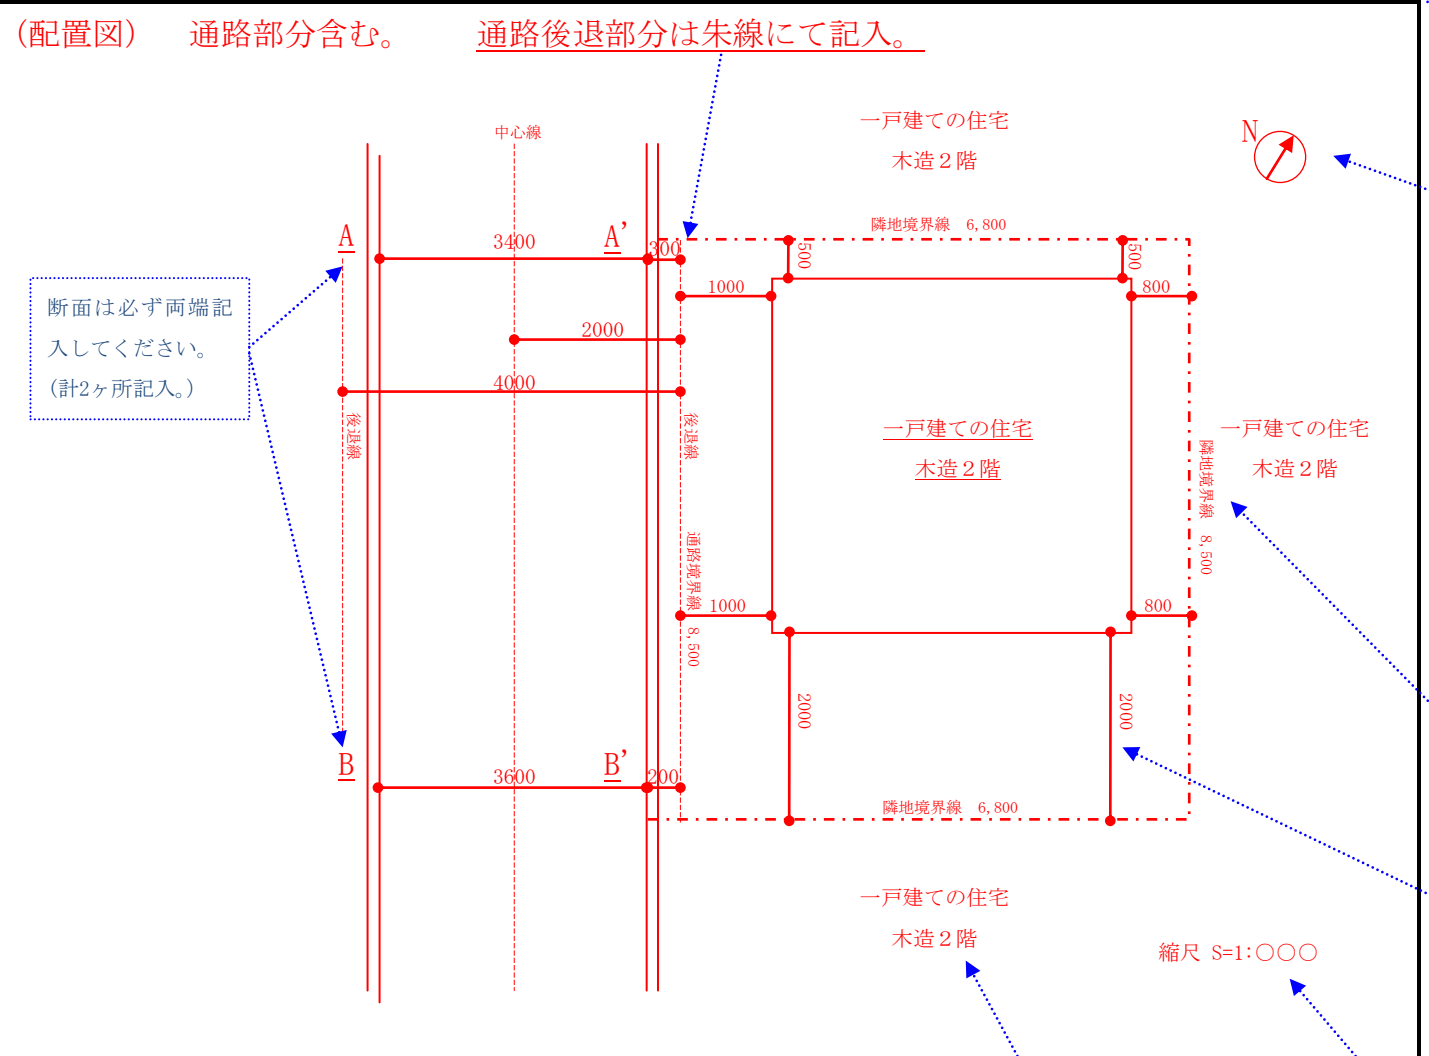 (配置図)　通路部分含む。　　通路後退部分は朱線にて記入。
中心線
一戸建ての住宅
木造２階
N
隣地境界線　6,800
A
3400
A’
300
500
500
1000
800
断面は必ず両端記
入してください。
(計2ヶ所記入。)
2000
4000
後退線
後退線
一戸建ての住宅
木造２階
隣地境界線　8,500
一戸建ての住宅
木造２階
通路境界線　8,500
1000
800
2000
2000
B
3600
B’
200
隣地境界線　6,800
一戸建ての住宅
木造２階
縮尺 S=1:○○○